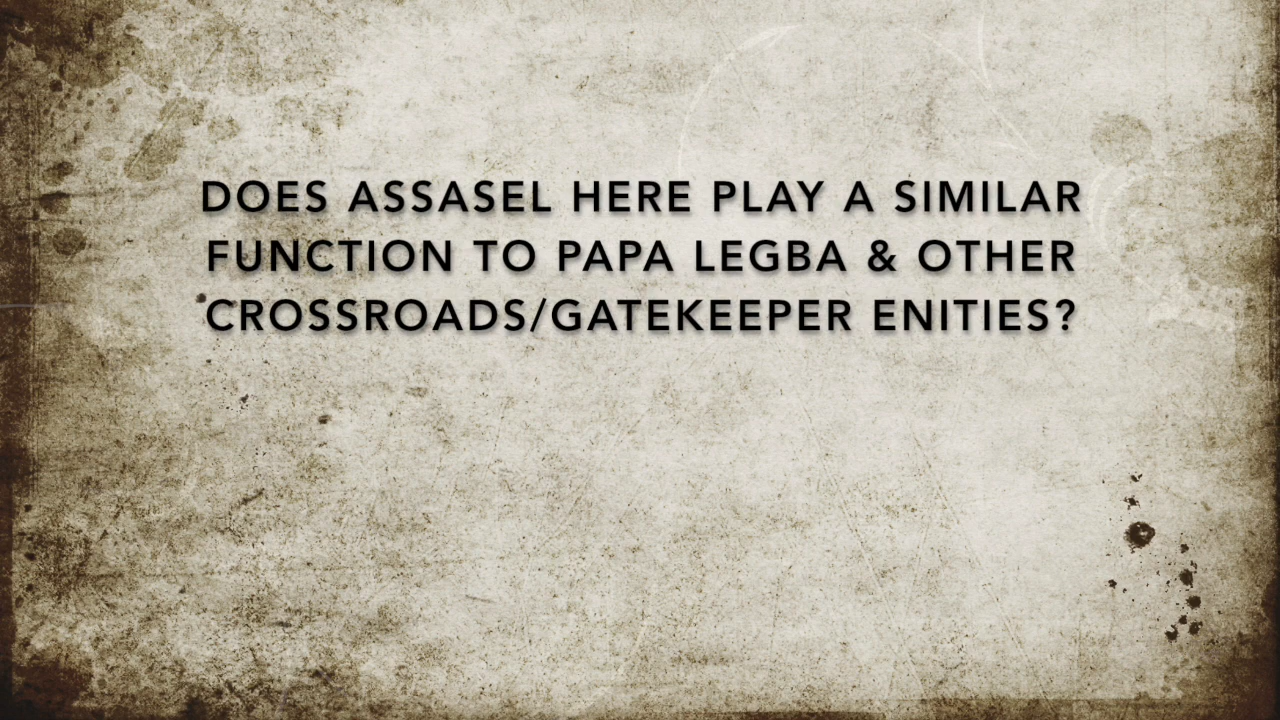 DOES ASSASEL HERE PLAY A SIMILAR
FUNCTION TO PAPA LEGBA & OTHER
CROSSROADS/GATEKEEPER ENITIES?